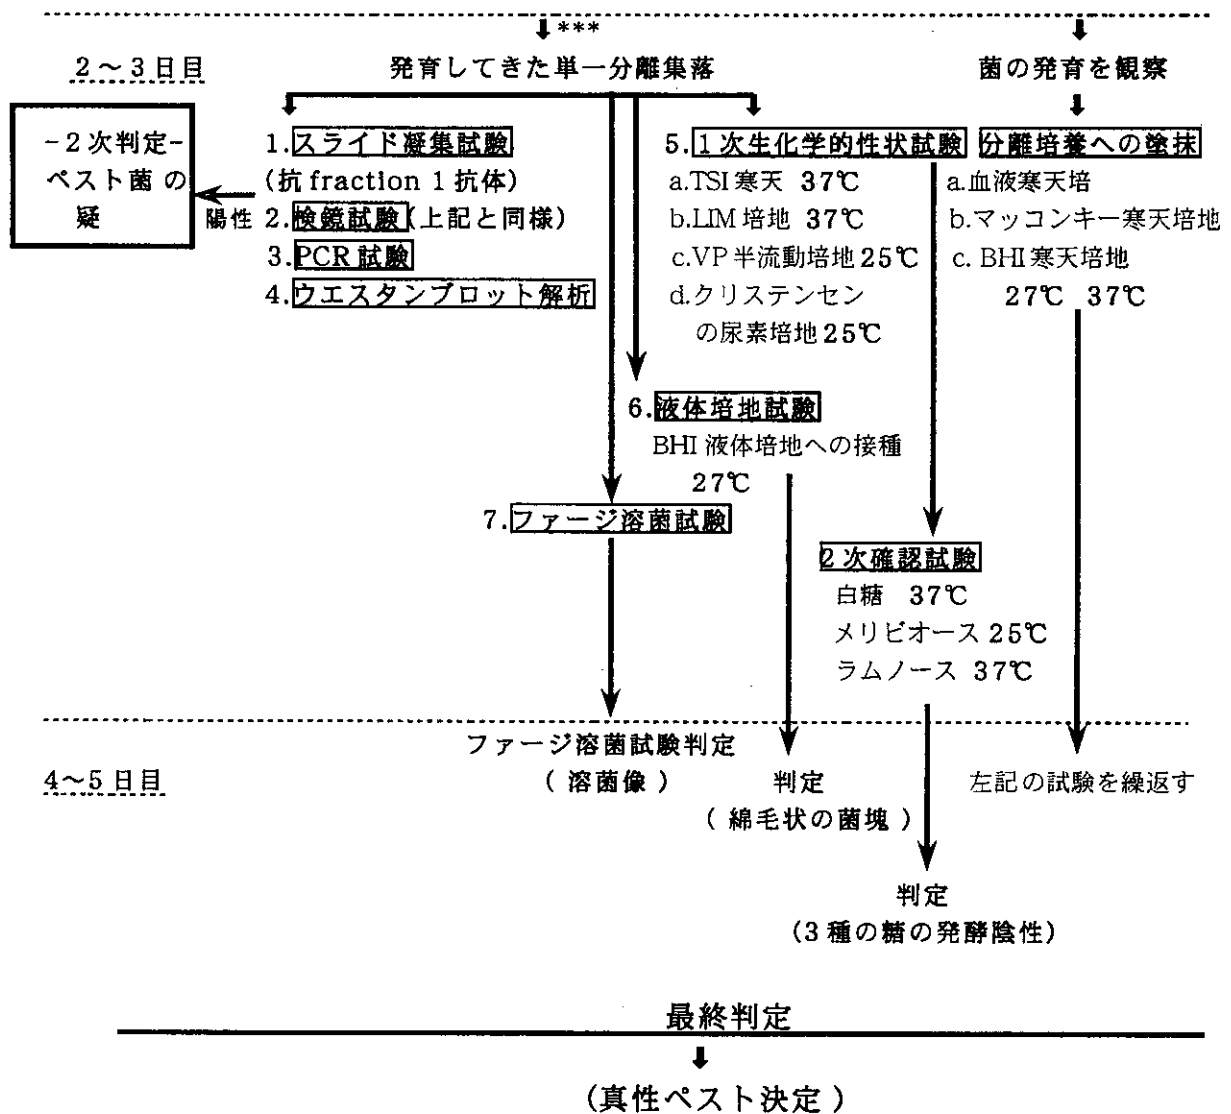 ***
2～3日目
発育してきた単一分離集落
菌の発育を観察
-2次判定-
ペスト菌の
疑
陽性
1.スライド凝集試験
(抗 fraction 1 抗体)
2.検鏡試験(上記と同様)
3.PCR試験
4.ウエスタンブロット解析
5.1次生化学的性状試験
a.TSI寒天 37℃
b.LIM培地 37℃
c.VP半流動培地25℃
d.クリステンセン
の尿素培地25℃
分離培養への塗抹
a.血液寒天培
b.マッコンキー寒天培地
c. BHI寒天培地
27℃ 37℃
6.液体培地試験
BHI 液体培地への接種
27℃
7.ファージ溶菌試験
2次確認試験
白糖 37℃
メリビオース 25℃
ラムノース 37℃
4～5日目
ファージ溶菌試験判定
( 溶菌像 )
判定
( 綿毛状の菌塊 )
左記の試験を繰返す
判定
(3種の糖の発酵陰性)
最終判定
(真性ペスト決定 )